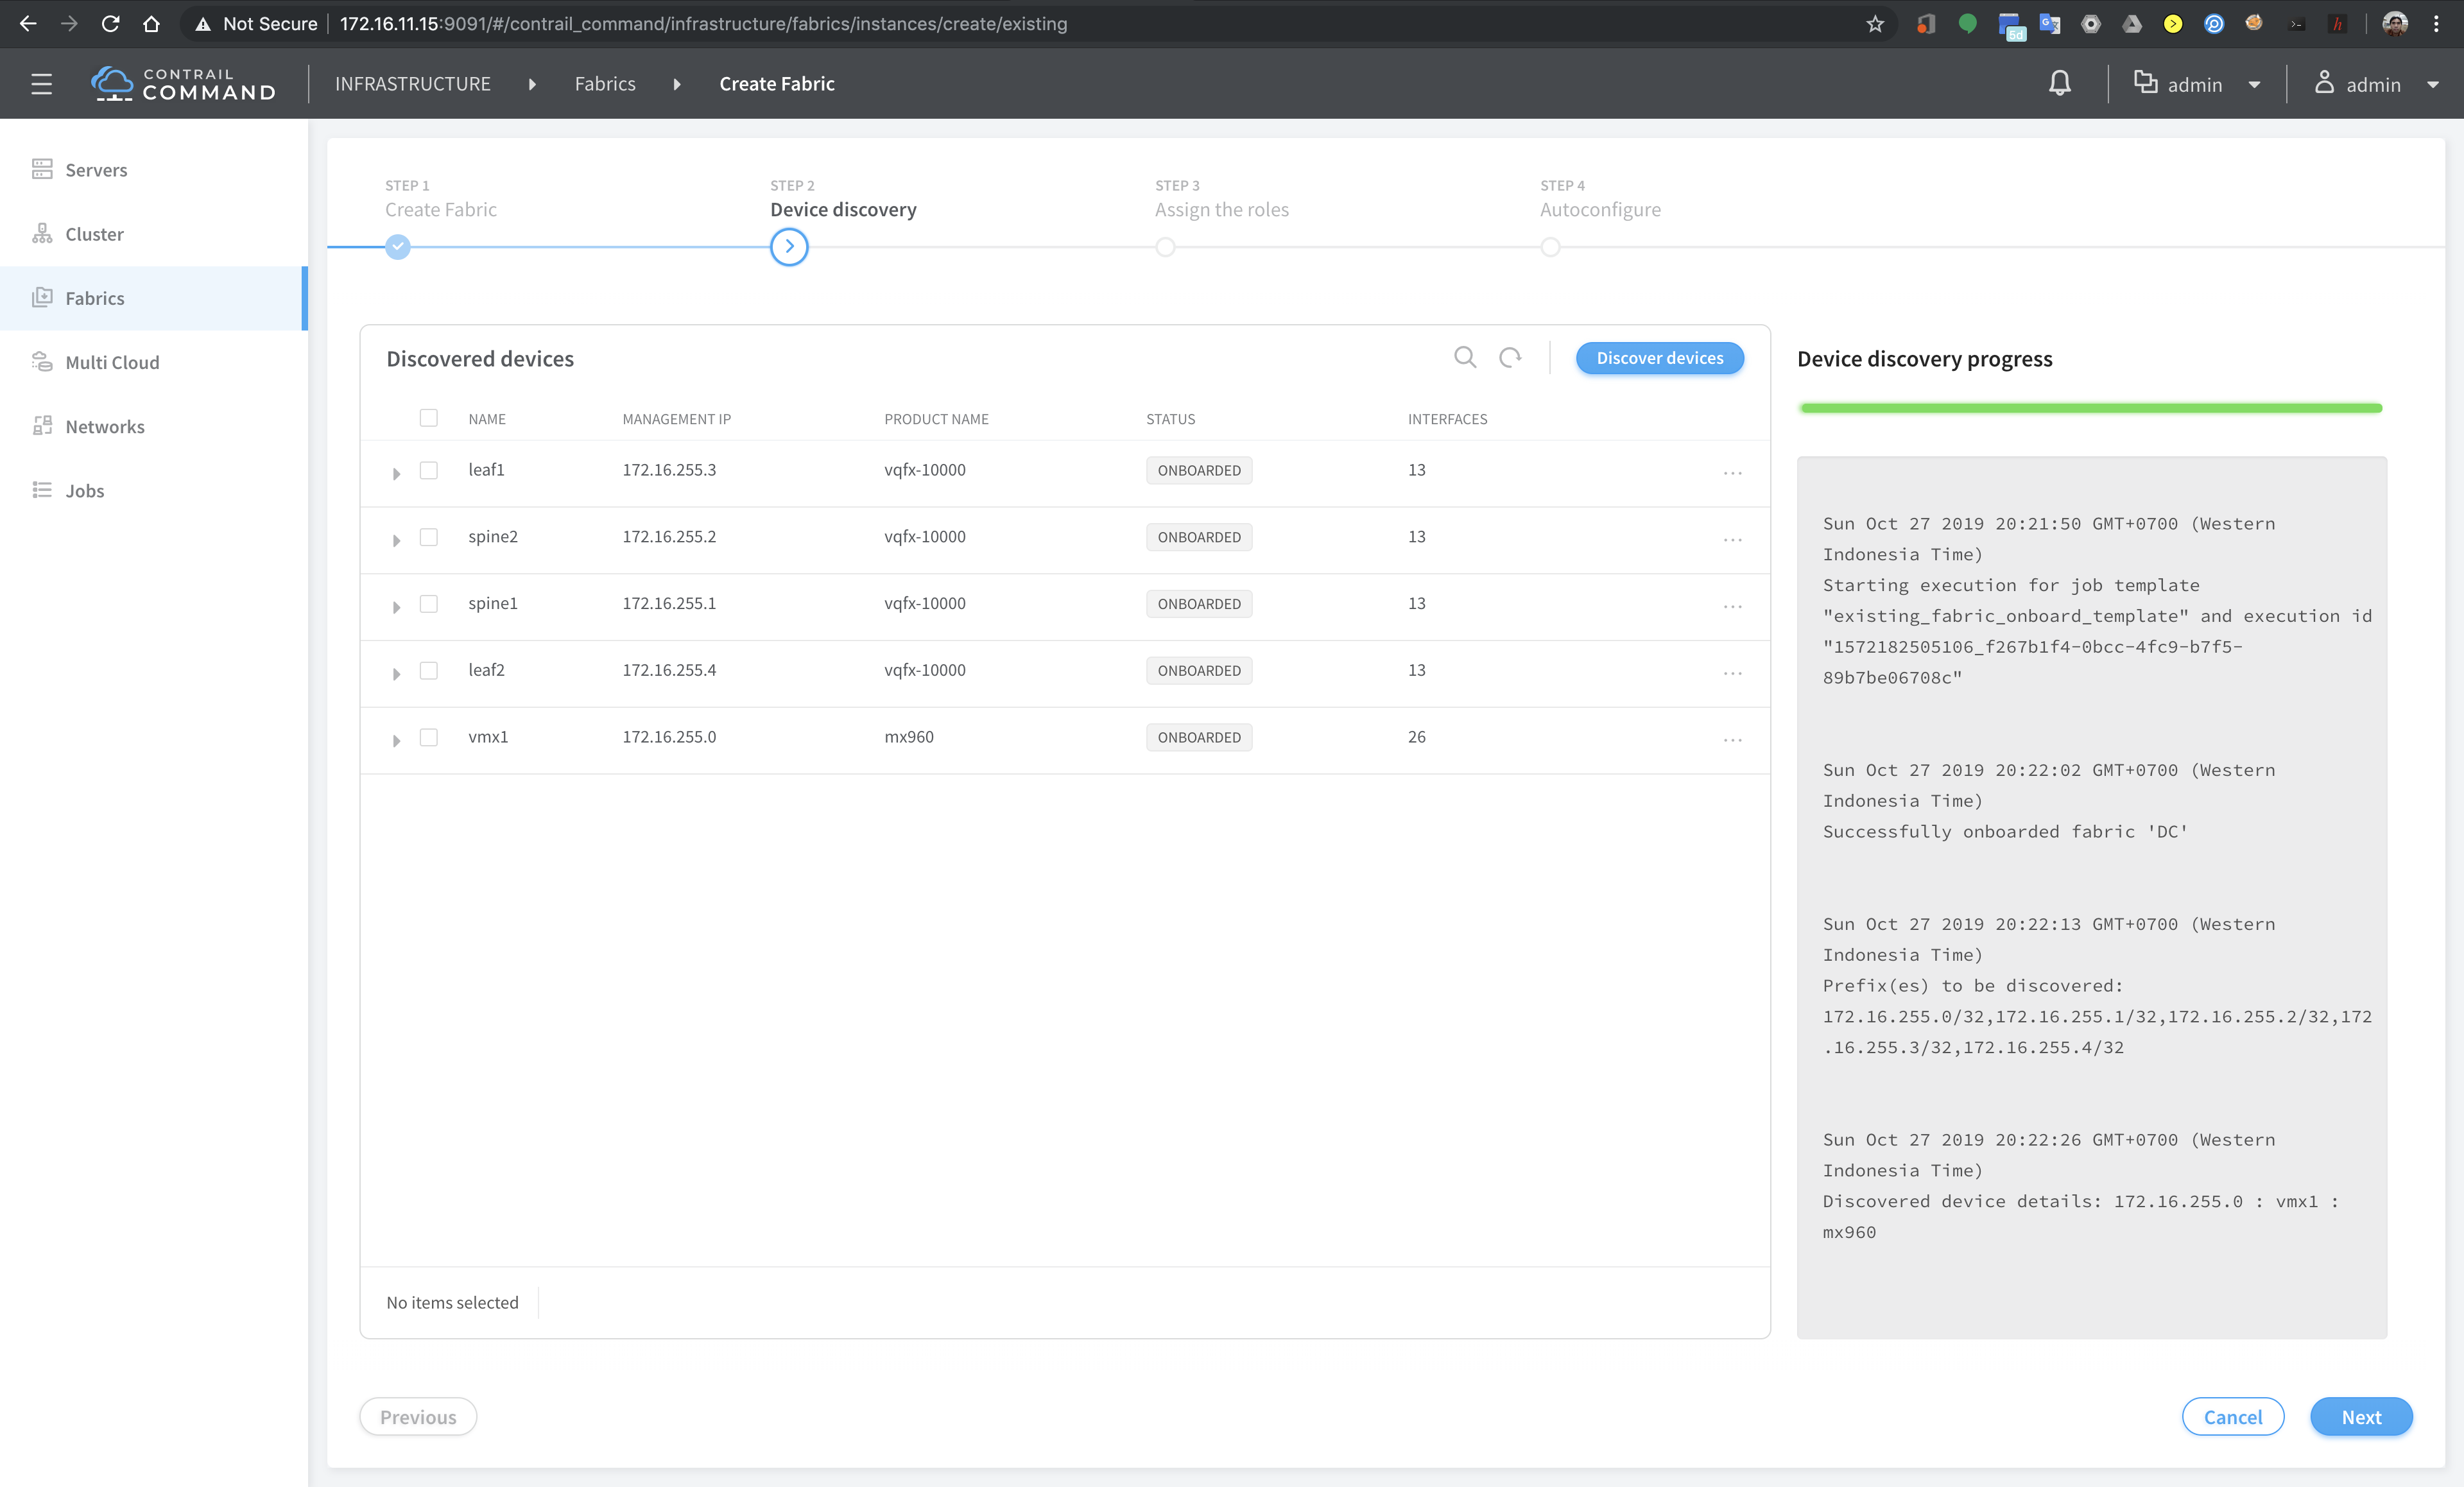 Not Secure
172.16.11.15:9091/#/contrail_command/infrastructure/fabrics/instances/create/existing
5d
CONTRAIL
COMMAND
INFRASTRUCTURE
Fabrics
Create Fabric
admin
admin
Servers
Cluster
Fabrics
Multi Cloud
Networks
Jobs
STEP 1
Create Fabric
STEP 2
Device discovery
STEP 3
Assign the roles
STEP 4
Autoconfigure
Discovered devices
Discover devices
NAME MANAGEMENT IP PRODUCT NAME STATUS INTERFACES
leaf1 172.16.255.3 vqfx-10000 ONBOARDED 13
spine2 172.16.255.2 vqfx-10000 ONBOARDED 13
spine1 172.16.255.1 vqfx-10000 ONBOARDED 13
leaf2 172.16.255.4 vqfx-10000 ONBOARDED 13
vmx1 172.16.255.0 mx960 ONBOARDED 26
No items selected
Device discovery progress
Sun Oct 27 2019 20:21:50 GMT+0700 (Western
Indonesia Time)
Starting execution for job template
"existing_fabric_onboard_template" and execution id
"1572182505106_f267b1f4-0bcc-4fc9-b7f5-
89b7be06708c"
Sun Oct 27 2019 20:22:02 GMT+0700 (Western
Indonesia Time)
Successfully onboarded fabric 'DC'
Sun Oct 27 2019 20:22:13 GMT+0700 (Western
Indonesia Time)
Prefix(es) to be discovered:
172.16.255.0/32,172.16.255.1/32,172.16.255.2/32,172
.16.255.3/32,172.16.255.4/32
Sun Oct 27 2019 20:22:26 GMT+0700 (Western
Indonesia Time)
Discovered device details: 172.16.255.0 : vmx1 :
mx960
Previous
Cancel
Next